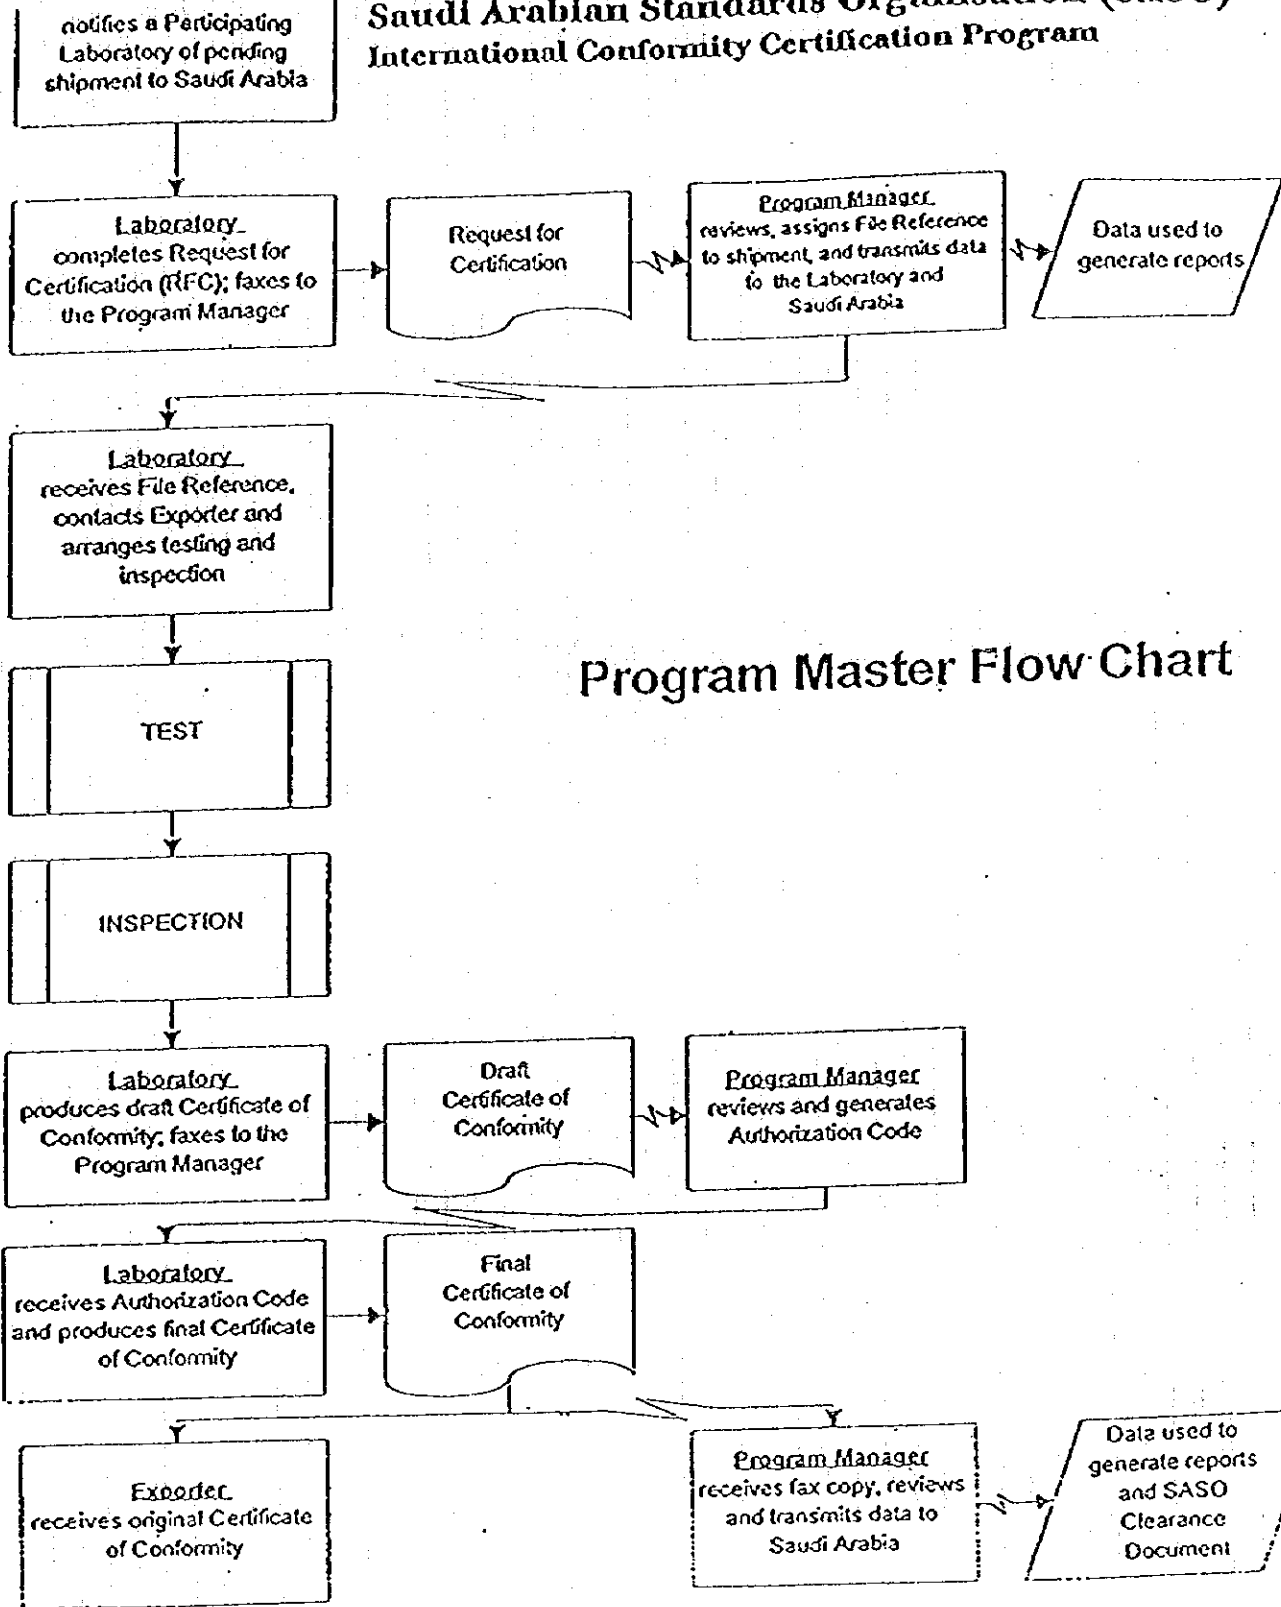 notifies a Participating
Laboratory of pending
shipment to Saudi Arabia
Saudi Arabian Standards Organisation (SASO)
International Conformity Certification Program
Laboratory
completes Request for
Certification (RFC); faxes to
the Program Manager
Request for
Certification
Program Manager
reviews, assigns File Reference
to shipment, and transmits data
to the Laboratory and
Saudi Arabia
Data used to
generate reports
Laboratory
receives File Reference,
contacts Exporter and
arranges testing and
inspection
Program Master Flow Chart
TEST
INSPECTION
Laboratory
produces draft Certificate of
Conformity; faxes to the
Program Manager
Draft
Certificate of
Conformity
Program Manager
reviews and generates
Authorization Code
Laboratory
receives Authorization Code
and produces final Certificate
of Conformity
Final
Certificate of
Conformity
Exporter
receives original Certificate
of Conformity
Program Manager
receives fax copy, reviews
and transmits data to
Saudi Arabia
Data used to
generate reports
and SASO
Clearance
Document